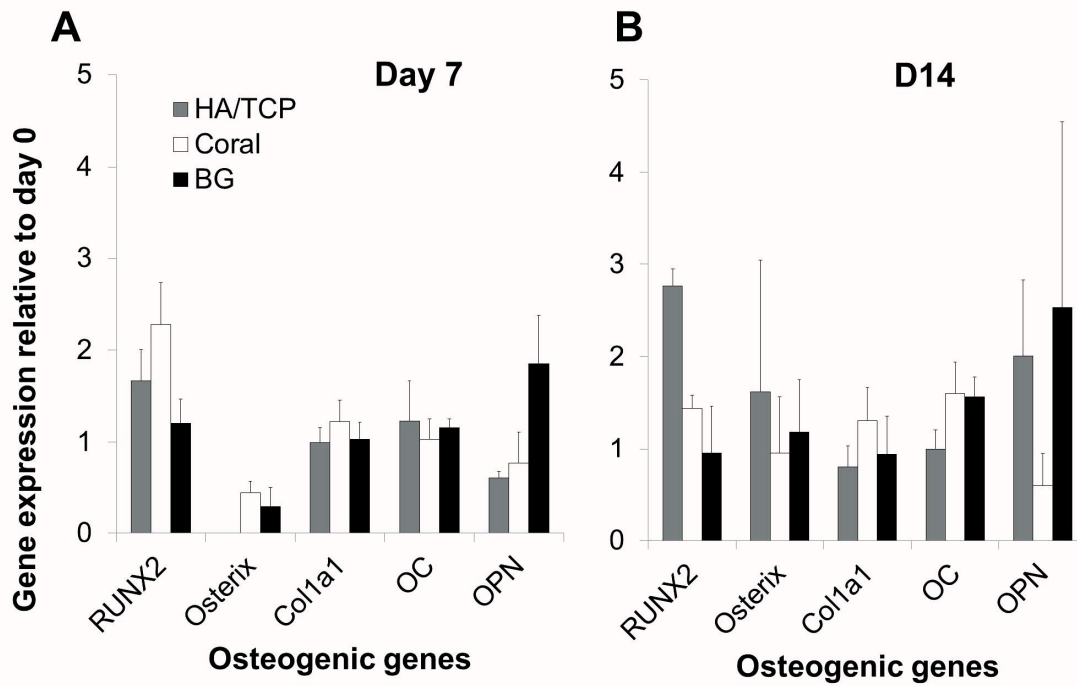 A
Day 7
HA/TCP
Coral
BG
Gene expression relative to day 0
5
4
3
2
1
0
RUNX2
Osterix
Col1a1
OC
OPN
Osteogenic genes
B
D14
5
4
3
2
1
0
RUNX2
Osterix
Col1a1
OC
OPN
Osteogenic genes